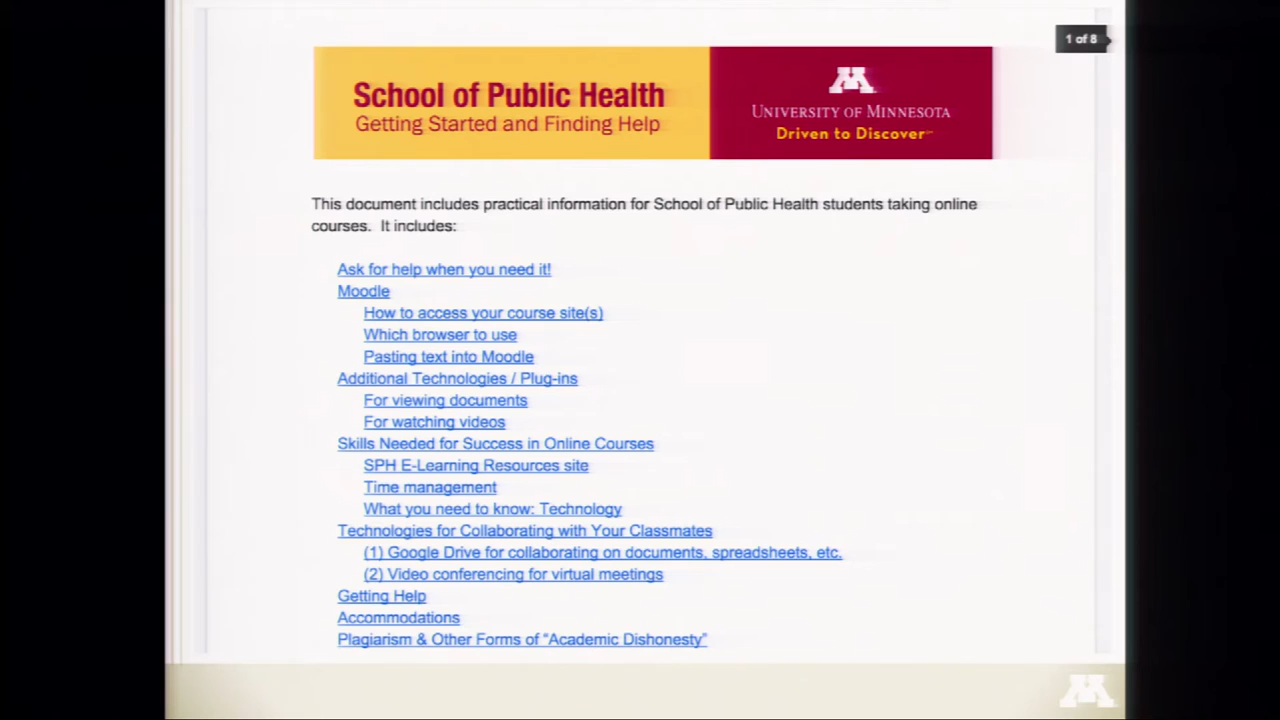 1 of 8
School of Public Health
Getting Started and Finding Help
UNIVERSITY OF MINNESOTA
Driven to Discover
This document includes practical information for School of Public Health students taking online
courses. It includes:
Ask for help when you need it!
Moodle
How to access your course site(s)
Which browser to use
Pasting text into Moodle
Additional Technologies / Plug-ins
For viewing documents
For watching videos
Skills Needed for Success in Online Courses
SPH E-Learning Resources site
Time management
What you need to know: Technology
Technologies for Collaborating with Your Classmates
(1) Google Drive for collaborating on documents, spreadsheets, etc.
(2) Video conferencing for virtual meetings
Getting Help
Accommodations
Plagiarism & Other Forms of “Academic Dishonesty”